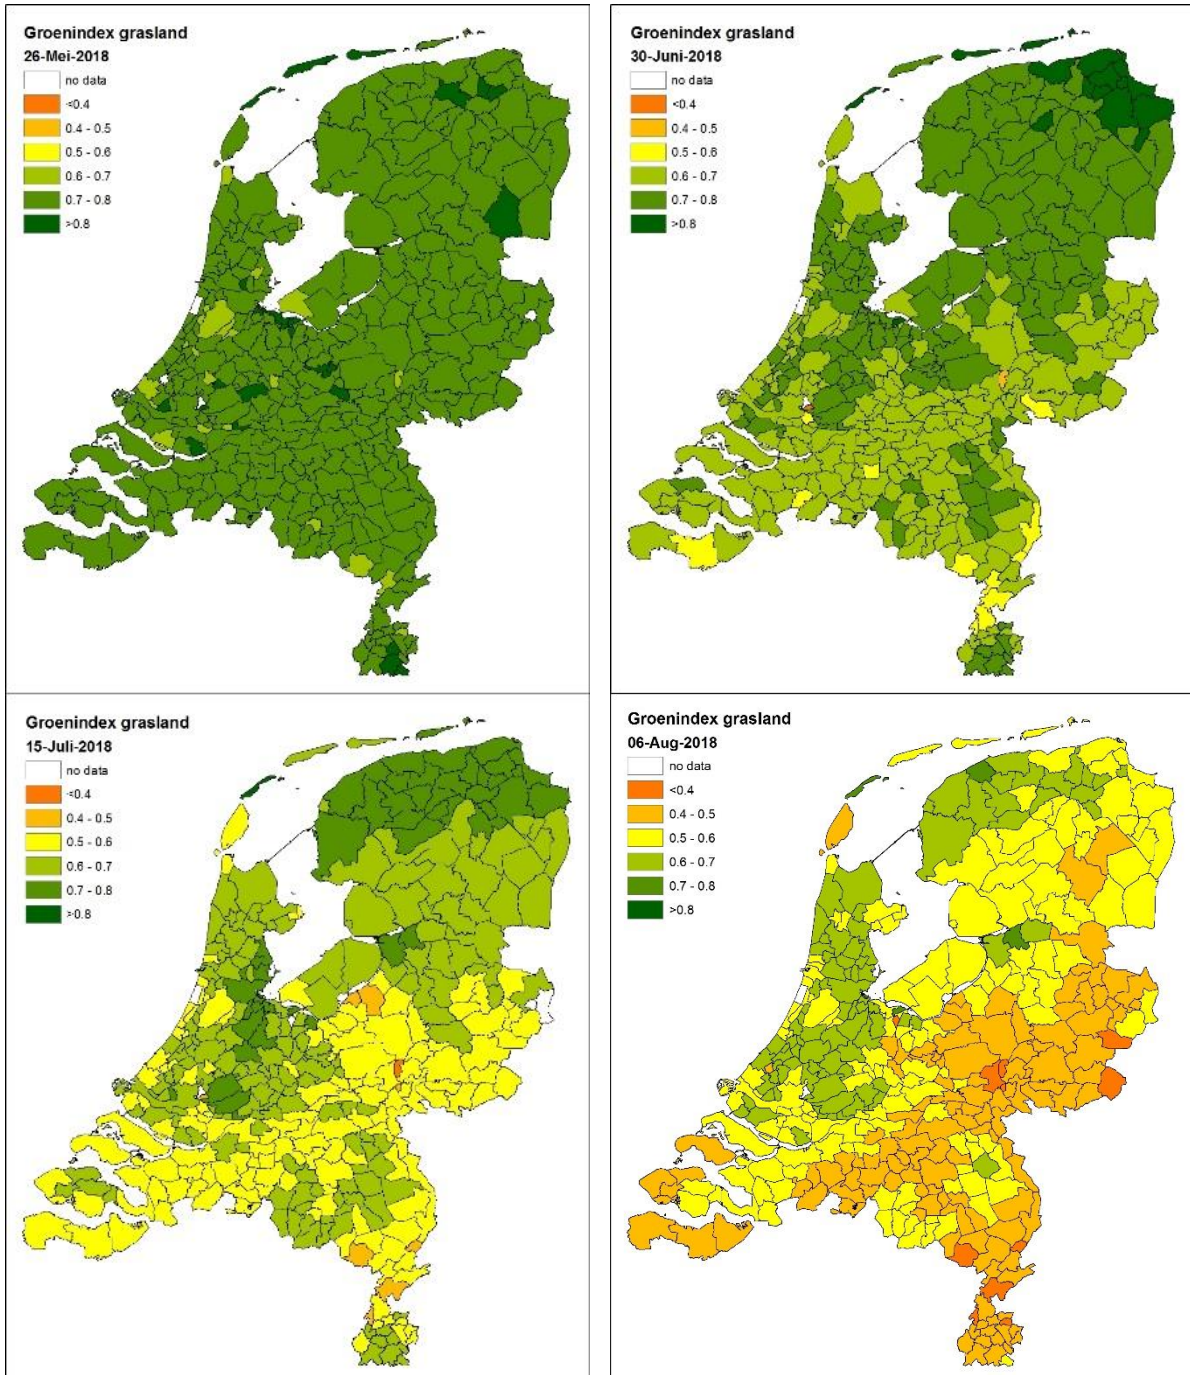 Groenindex grasland
26-Mei-2018
no data
<0.4
0.4 - 0.5
0.5 - 0.6
0.6 - 0.7
0.7 - 0.8
>0.8
Groenindex grasland
30-Juni-2018
no data
<0.4
0.4 - 0.5
0.5 - 0.6
0.6 - 0.7
0.7 - 0.8
>0.8
Groenindex grasland
15-Juli-2018
no data
<0.4
0.4 - 0.5
0.5 - 0.6
0.6 - 0.7
0.7 - 0.8
>0.8
Groenindex grasland
06-Aug-2018
no data
<0.4
0.4 - 0.5
0.5 - 0.6
0.6 - 0.7
0.7 - 0.8
>0.8